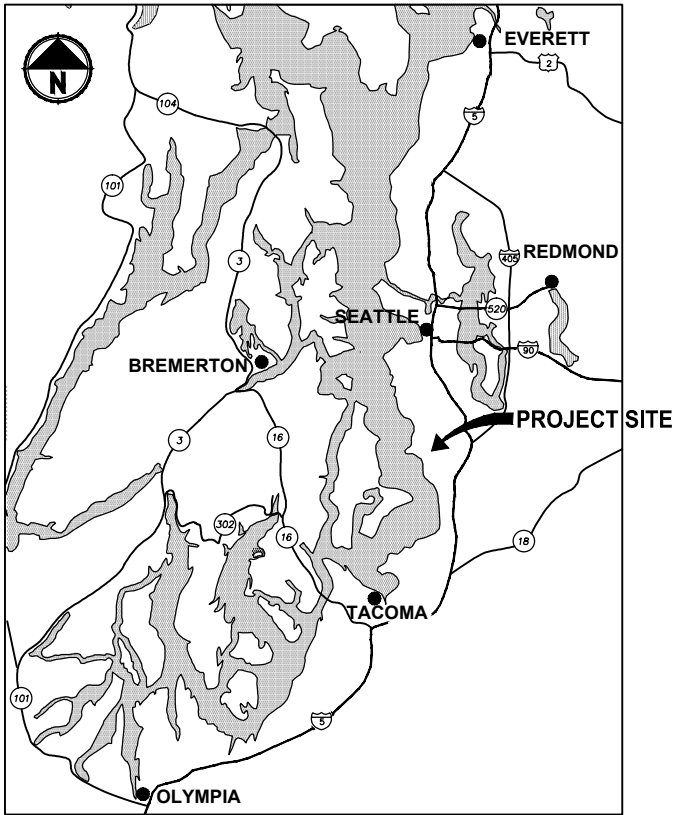 EVERETT
2
N
104
5
101
3
REDMOND
405
520
SEATTLE
90
BREMERTON
PROJECT SITE
3
16
302
16
18
TACOMA
101
5
OLYMPIA